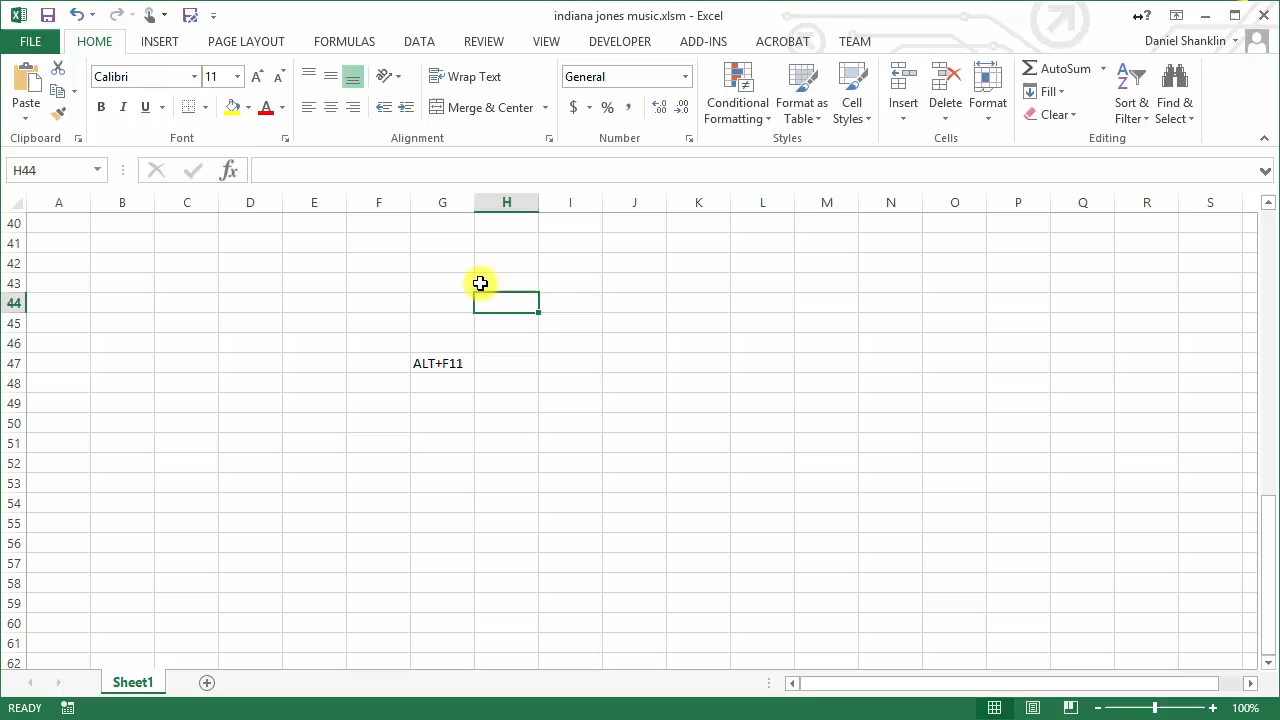 indiana jones music.xlsm - Excel
?
FILE HOME INSERT PAGE LAYOUT FORMULAS DATA REVIEW VIEW DEVELOPER ADD-INS ACROBAT TEAM Daniel Shanklin
Paste
Calibri 11
B I U A
Wrap Text
Merge & Center
General
$ % ,
Conditional Formatting
Format as Table
Cell Styles
Insert Delete Format
AutoSum
Fill
Clear
Sort & Filter
Find & Select
Clipboard Font Alignment Number Styles Cells Editing
H44 fx
A B C D E F G H I J K L M N O P Q R S
40
41
42
43
44
45
46
47 ALT+F11
48
49
50
51
52
53
54
55
56
57
58
59
60
61
62
Sheet1
READY 100%